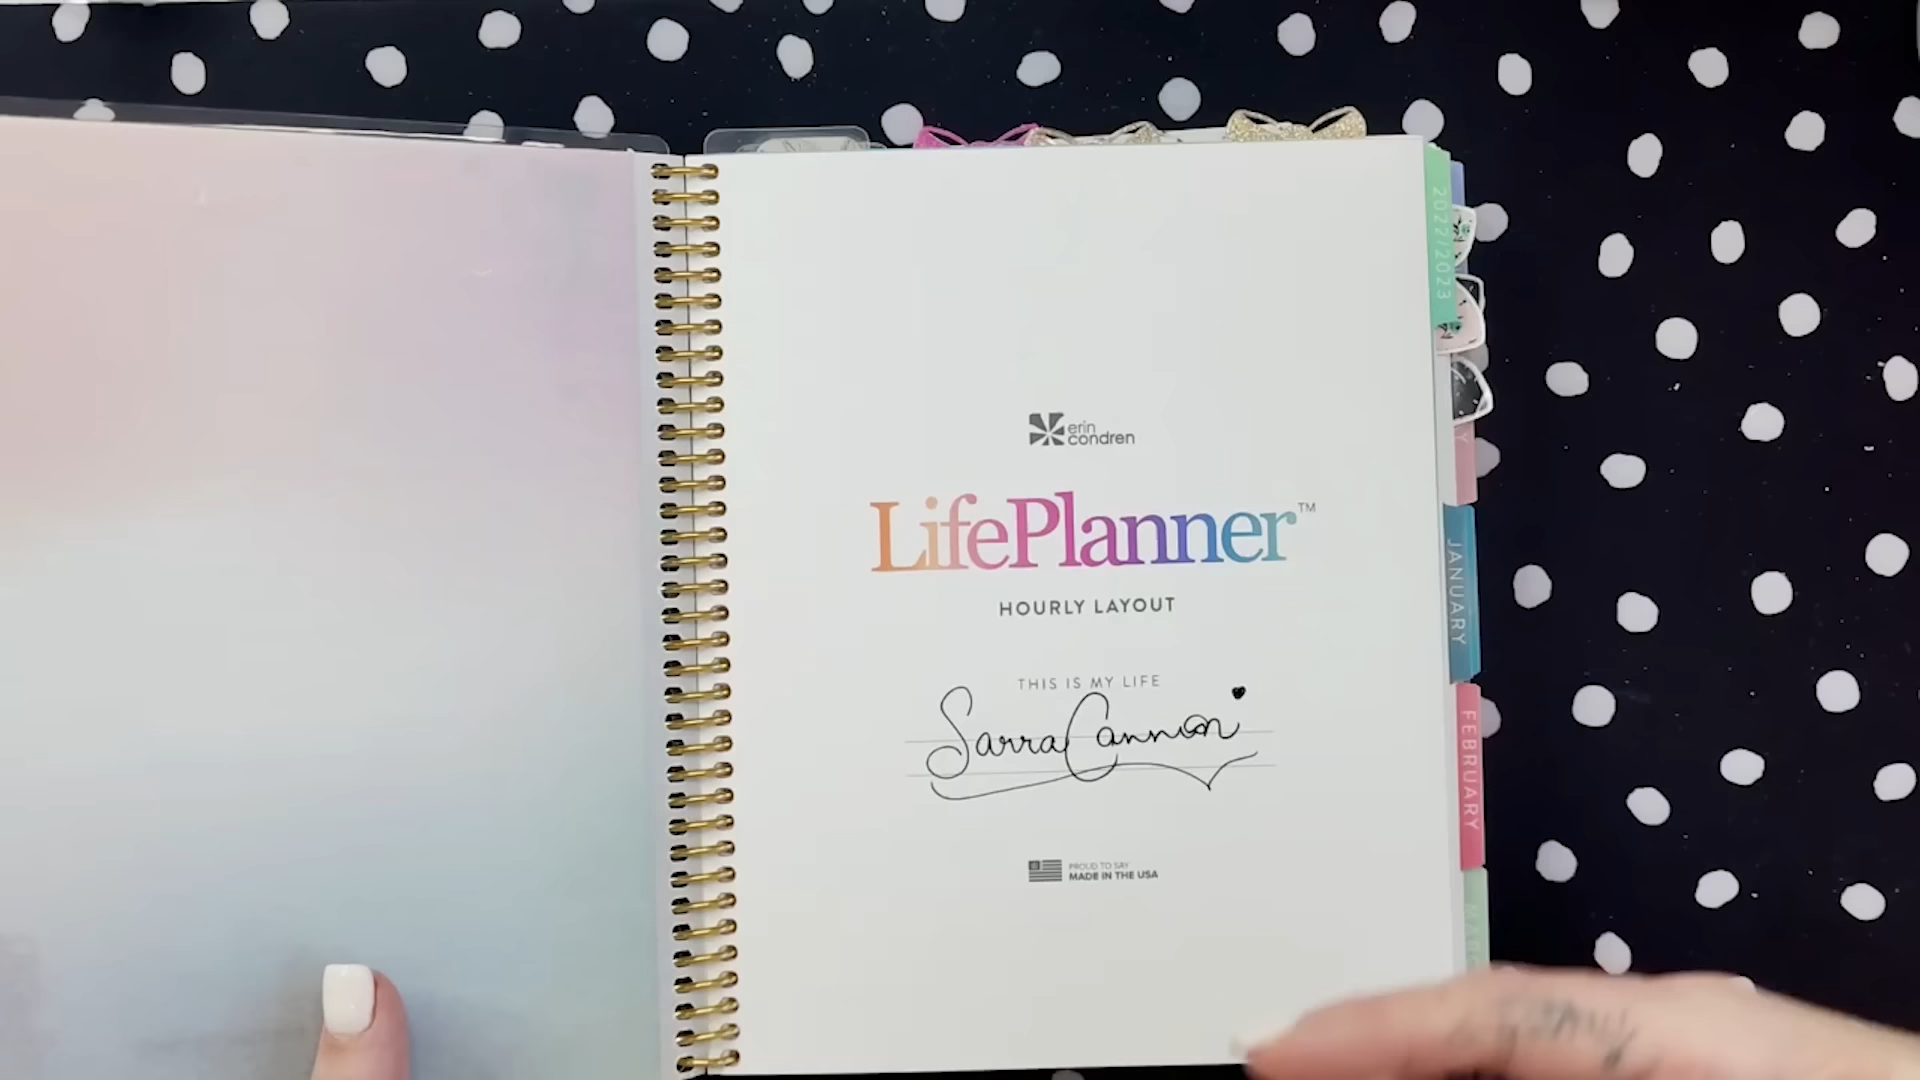 erin
condren
LifePlanner™
HOURLY LAYOUT
THIS IS MY LIFE
Sarra Cannon
PROUD TO SAY
MADE IN THE USA
2022/2023
JANUARY
FEBRUARY